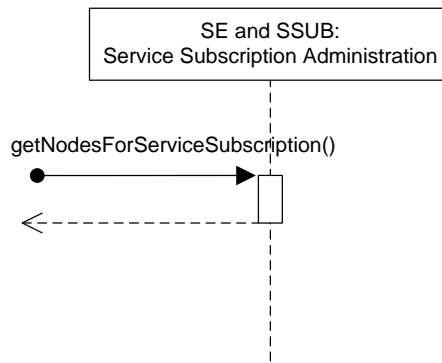 SE and SSUB:
Service Subscription Administration
getNodesForServiceSubscription()